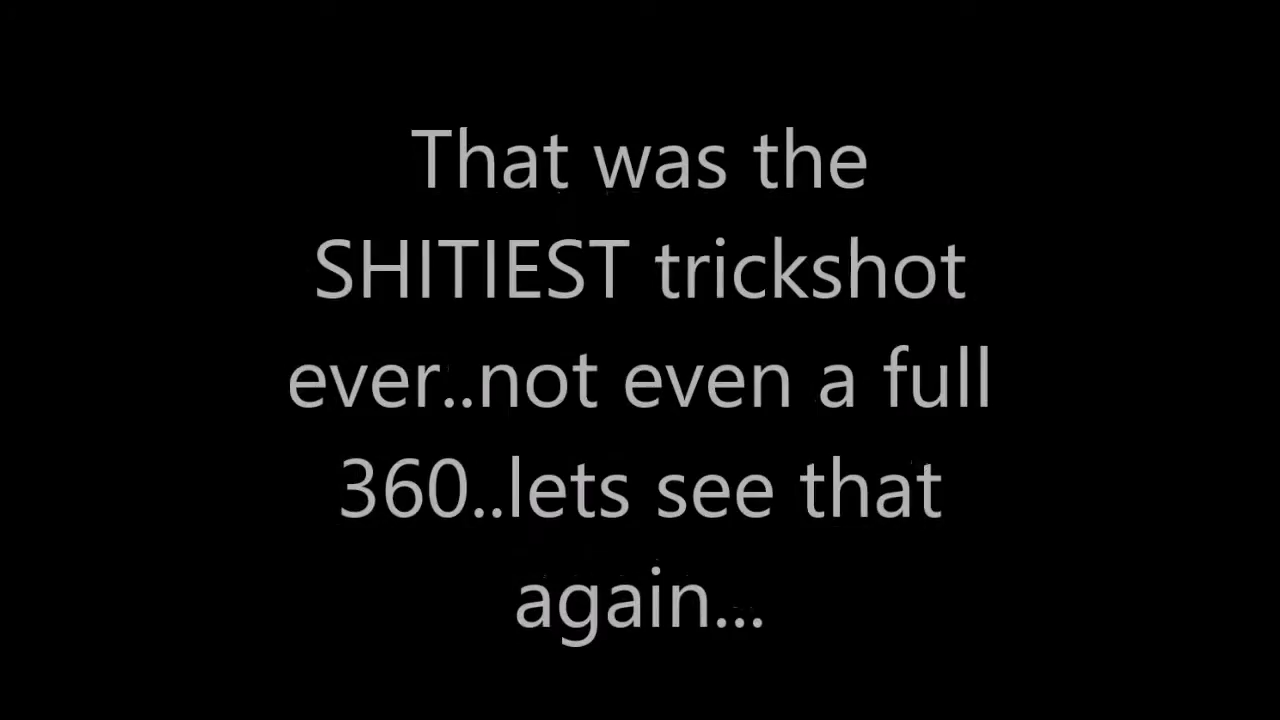 That was the
SHITIEST trickshot
ever..not even a full
360..lets see that
again...